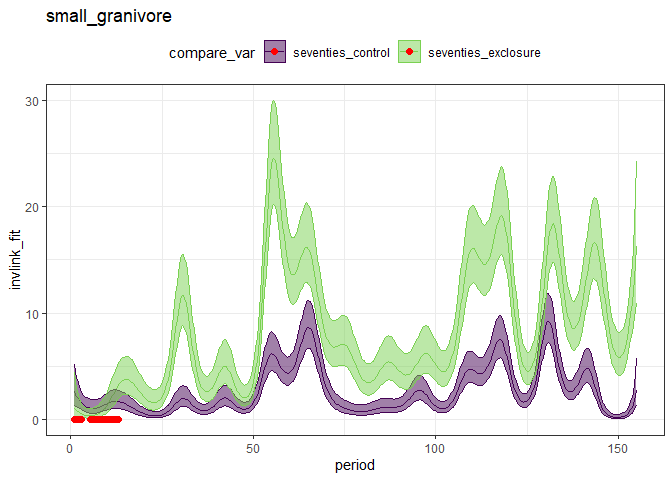 small_granivore
compare_var seventies_control seventies_exclosure
30
20
10
0
invlink_fit
0 50 100 150
period